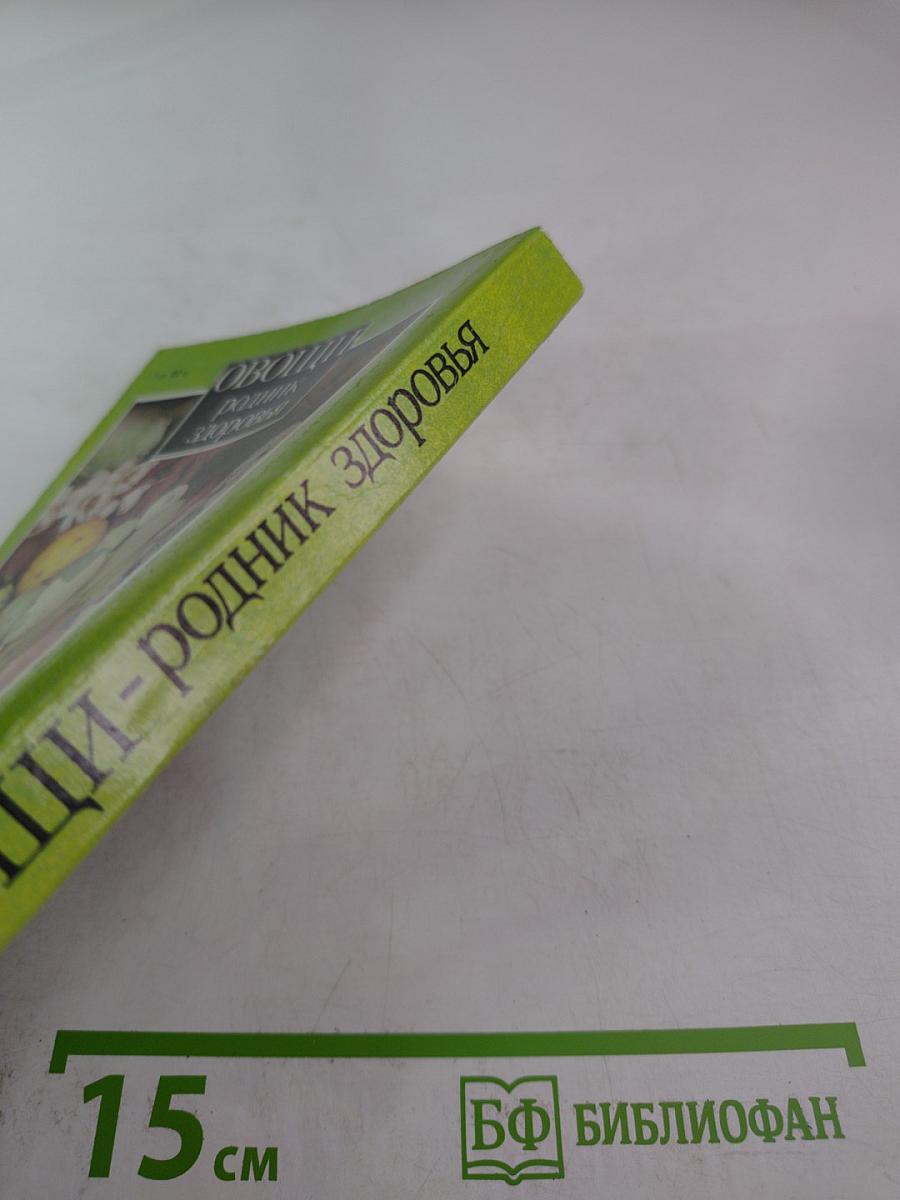 ОВОЩИ
родник
здоровья
ЩИ - РОДНИК ЗДОРОВЬЯ
15 см
БФ БИБЛИОФАН